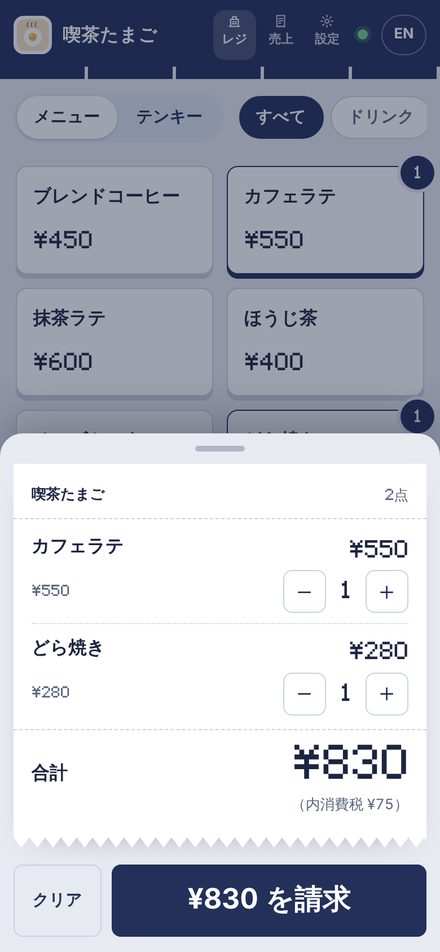 喫茶たまご
レジ
売上
設定
EN
メニュー
テンキー
すべて
ドリンク
1
ブレンドコーヒー
カフェラテ
¥450
¥550
抹茶ラテ
ほうじ茶
¥600
¥400
1
喫茶たまご
2点
カフェラテ
¥550
¥550
− 1 +
どら焼き
¥280
¥280
− 1 +
合計
¥830
（内消費税 ¥75）
クリア
¥830 を請求